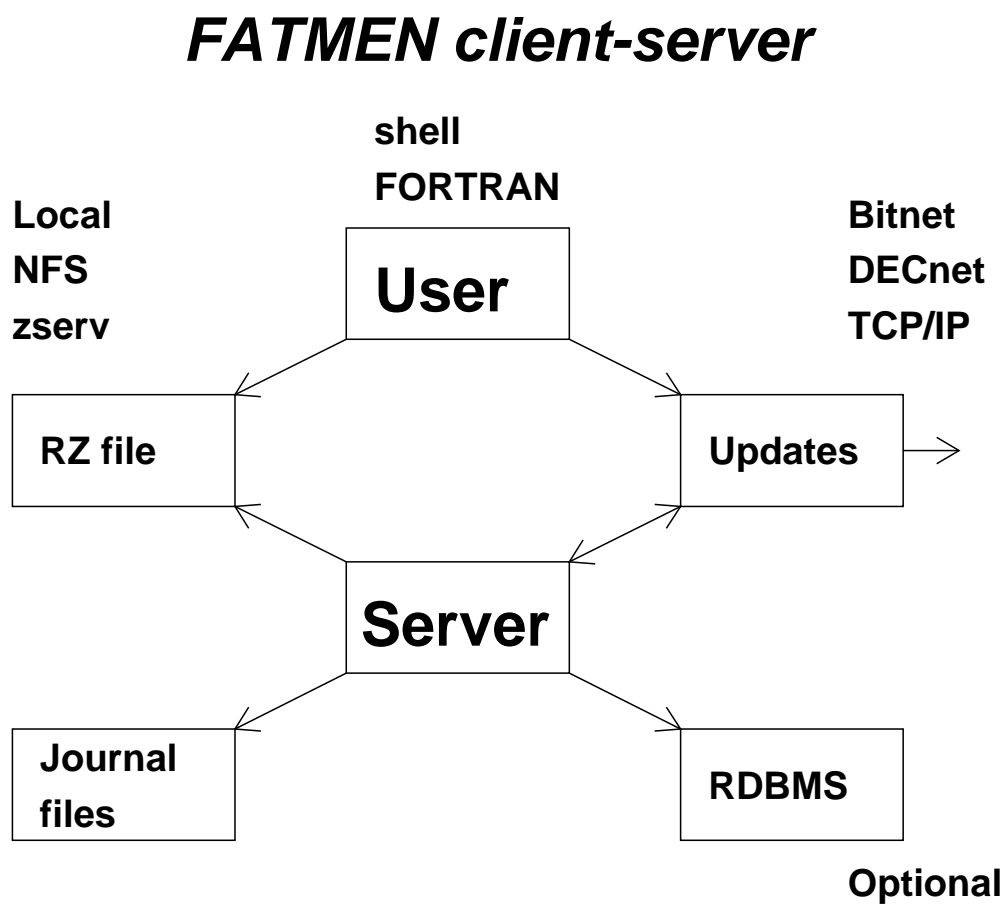 FATMEN client-server
shell
FORTRAN
Local
NFS
zserv
Bitnet
DECnet
TCP/IP
User
RZ file
Updates
Server
Journal
files
RDBMS
Optional